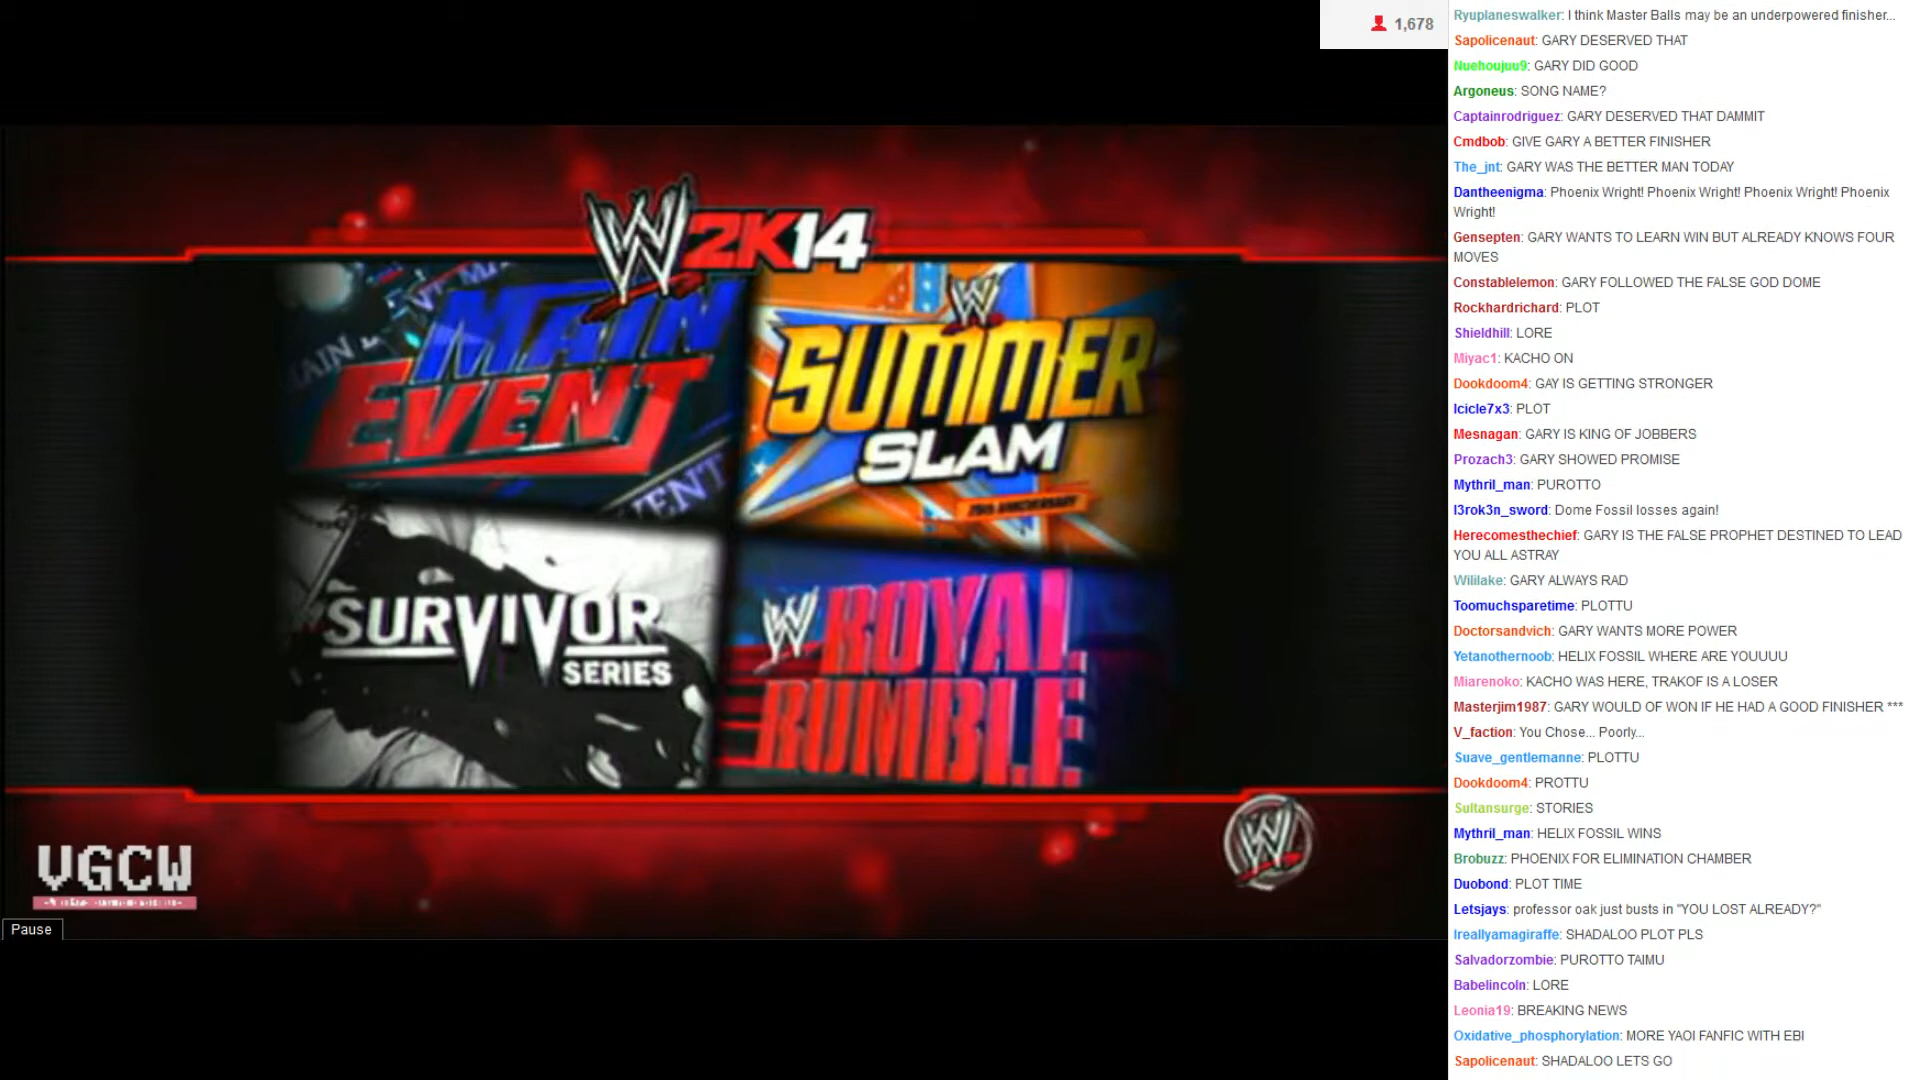 1,678
W 2K14
MAIN
EVENT
MAIN
VENT
W
SUMMER
SLAM
SURVIVOR
SERIES
W ROYAL
RUMBLE
W
VGCW
Pause
Ryuplaneswalker: I think Master Balls may be an underpowered finisher...
Sapolicenaut: GARY DESERVED THAT
Nuehoujuu9: GARY DID GOOD
Argoneus: SONG NAME?
Captainrodriguez: GARY DESERVED THAT DAMMIT
Cmdbob: GIVE GARY A BETTER FINISHER
The_jnt: GARY WAS THE BETTER MAN TODAY
Dantheenigma: Phoenix Wright! Phoenix Wright! Phoenix Wright! Phoenix
Wright!
Gensepten: GARY WANTS TO LEARN WIN BUT ALREADY KNOWS FOUR
MOVES
Constablelemon: GARY FOLLOWED THE FALSE GOD DOME
Rockhardrichard: PLOT
Shieldhill: LORE
Miyac1: KACHO ON
Dookdoom4: GAY IS GETTING STRONGER
Icicle7x3: PLOT
Mesnagan: GARY IS KING OF JOBBERS
Prozach3: GARY SHOWED PROMISE
Mythril_man: PUROTTO
l3rok3n_sword: Dome Fossil losses again!
Herecomesthechief: GARY IS THE FALSE PROPHET DESTINED TO LEAD
YOU ALL ASTRAY
Wililake: GARY ALWAYS RAD
Toomuchsparetime: PLOTTU
Doctorsandvich: GARY WANTS MORE POWER
Yetanothernoob: HELIX FOSSIL WHERE ARE YOUUUU
Miarenoko: KACHO WAS HERE, TRAKOF IS A LOSER
Masterjim1987: GARY WOULD OF WON IF HE HAD A GOOD FINISHER ***
V_faction: You Chose... Poorly...
Suave_gentlemanne: PLOTTU
Dookdoom4: PROTTU
Sultansurge: STORIES
Mythril_man: HELIX FOSSIL WINS
Brobuzz: PHOENIX FOR ELIMINATION CHAMBER
Duobond: PLOT TIME
Letsjays: professor oak just busts in "YOU LOST ALREADY?"
Ireallyamagiraffe: SHADALOO PLOT PLS
Salvadorzombie: PUROTTO TAIMU
Babelincoln: LORE
Leonia19: BREAKING NEWS
Oxidative_phosphorylation: MORE YAOI FANFIC WITH EBI
Sapolicenaut: SHADALOO LETS GO